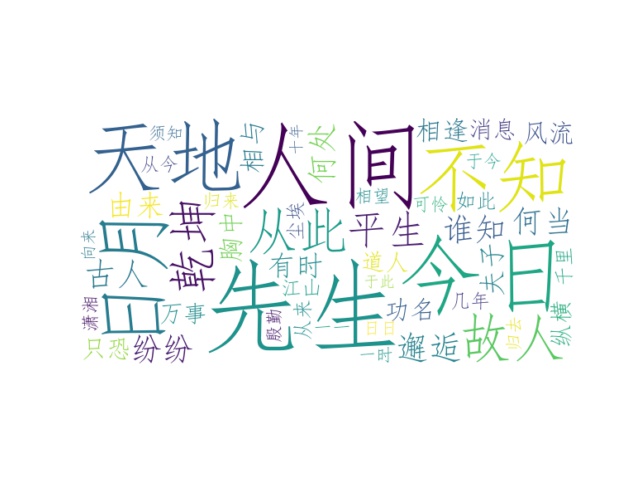 天地
人间
不知
须知
从今
相与
十年
何处
相逢
消息
风流
于今
相望
可怜
如此
由来
归来
日月
乾坤
胸中
尘埃
从此
平生
谁知
何当
向来
古人
有时
道人
今日
夫子
千里
先生
江山
于此
潇湘
万事
殷勤
从来
一一
日日
功名
几年
纵横
只恐
纷纷
一时
邂逅
故人
归去